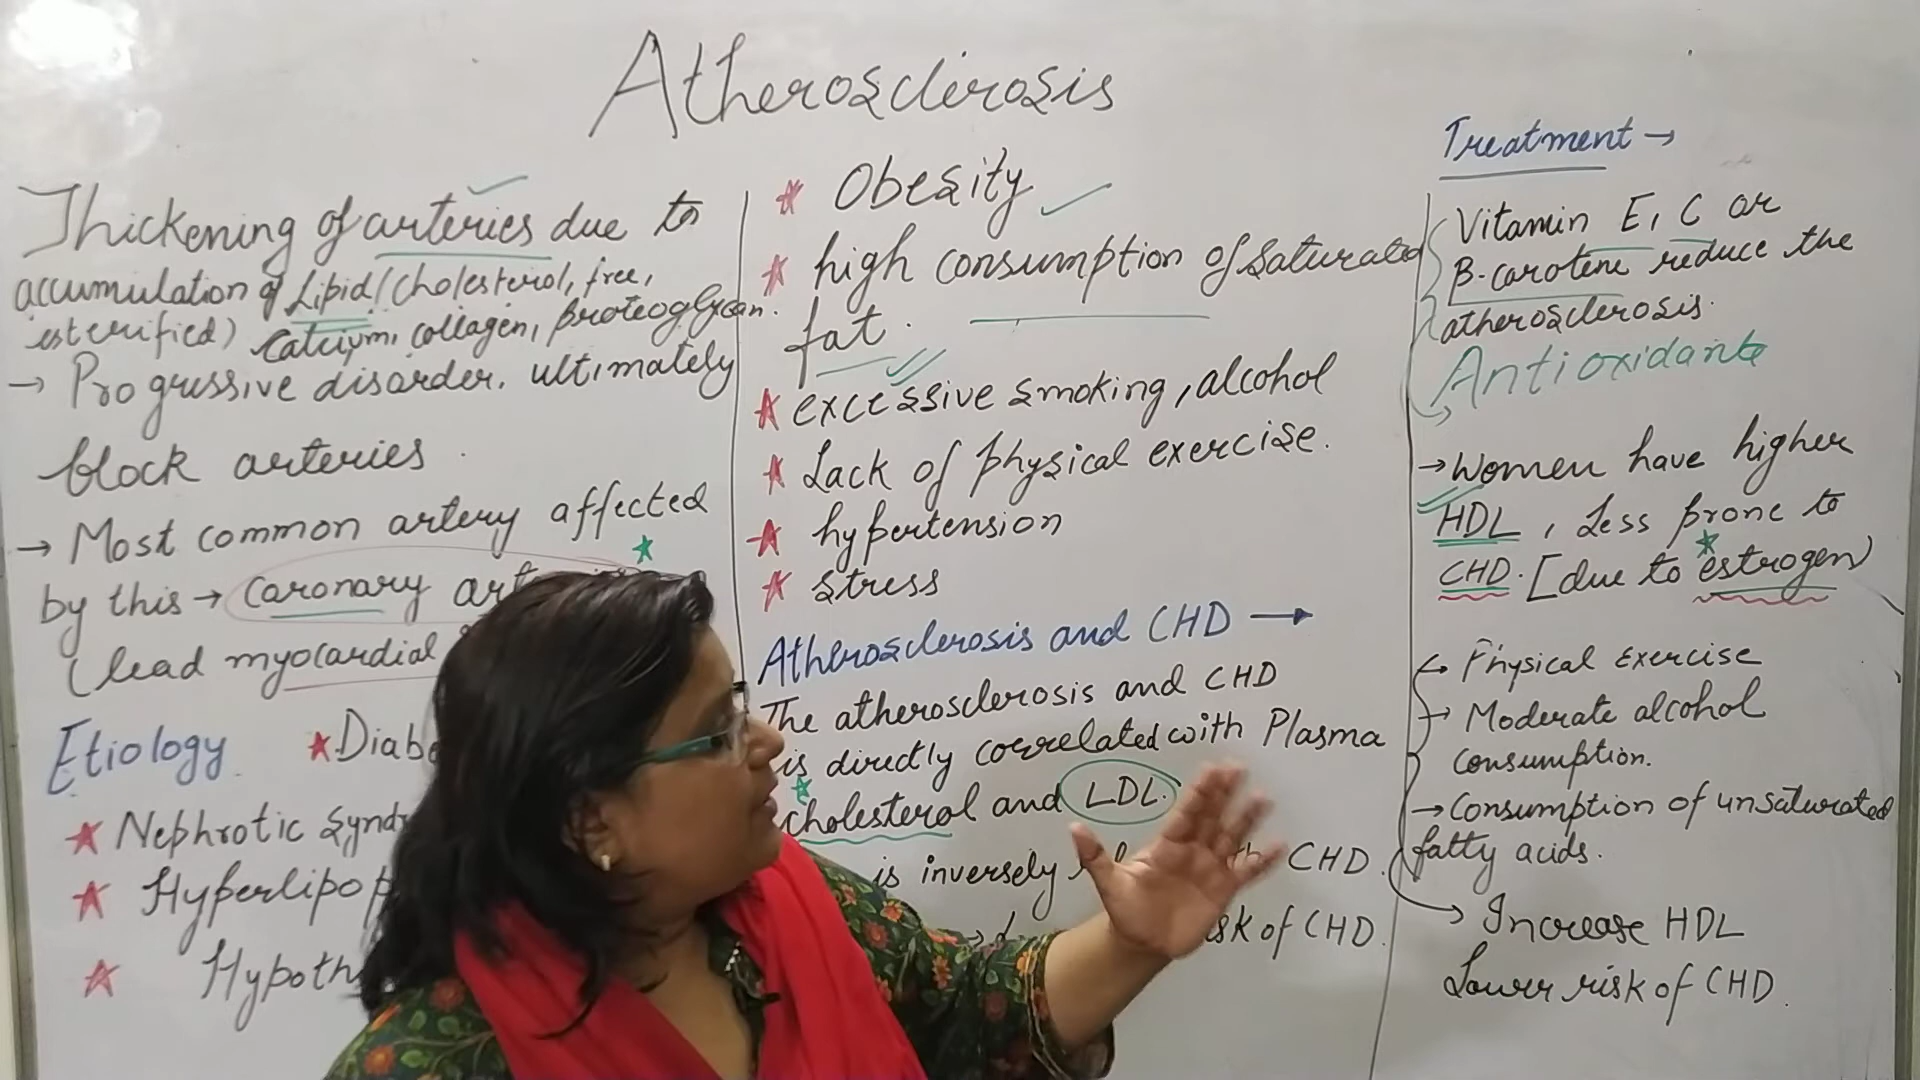 Atherosclerosis
Thickening of arteries due to
accumulation of Lipid (Cholesterol, free,
esterified) Calcium, collagen, proteoglycan.
→ Progressive disorder. ultimately
block arteries.
→ Most common artery affected
by this → Coronary
(lead myocardial
Etiology
★ Diab
★ Nephrotic Synd
★ Hyperlipop
★ Hypoth
★ Obesity
★ high consumption of Saturated
fat.
★ excessive smoking, alcohol
★ Lack of physical exercise.
★ hypertension
★ stress
Atherosclerosis and CHD →
The atherosclerosis and CHD
is directly correlated with Plasma
cholesterol and LDL.
is inversely CHD.
risk of CHD.
Treatment →
Vitamin E, C or
β-carotene reduce the
atherosclerosis.
Antioxidants
→ Women have higher
HDL, Less prone to
CHD. [due to estrogen)
→ Physical Exercise
→ Moderate alcohol
Consumption.
→ Consumption of unsaturated
fatty acids.
→ Increase HDL
Lower risk of CHD.